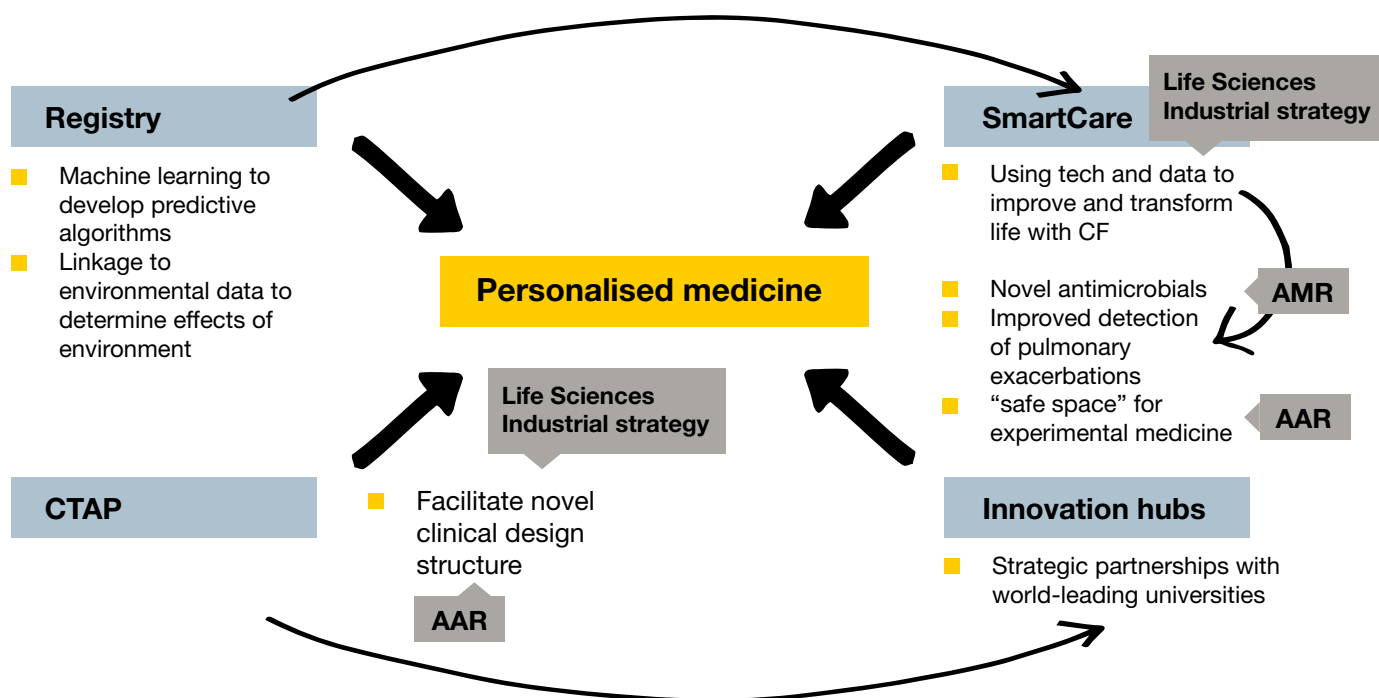 Registry
Machine learning to
develop predictive
algorithms
Linkage to
environmental data to
determine effects of
environment
SmartCare
Life Sciences
Industrial strategy
Using tech and data to
improve and transform
life with CF
Novel antimicrobials
AMR
Improved detection
of pulmonary
exacerbations
“safe space” for
experimental medicine
AAR
Personalised medicine
Life Sciences
Industrial strategy
CTAP
Facilitate novel
clinical design
structure
AAR
Innovation hubs
Strategic partnerships with
world-leading universities